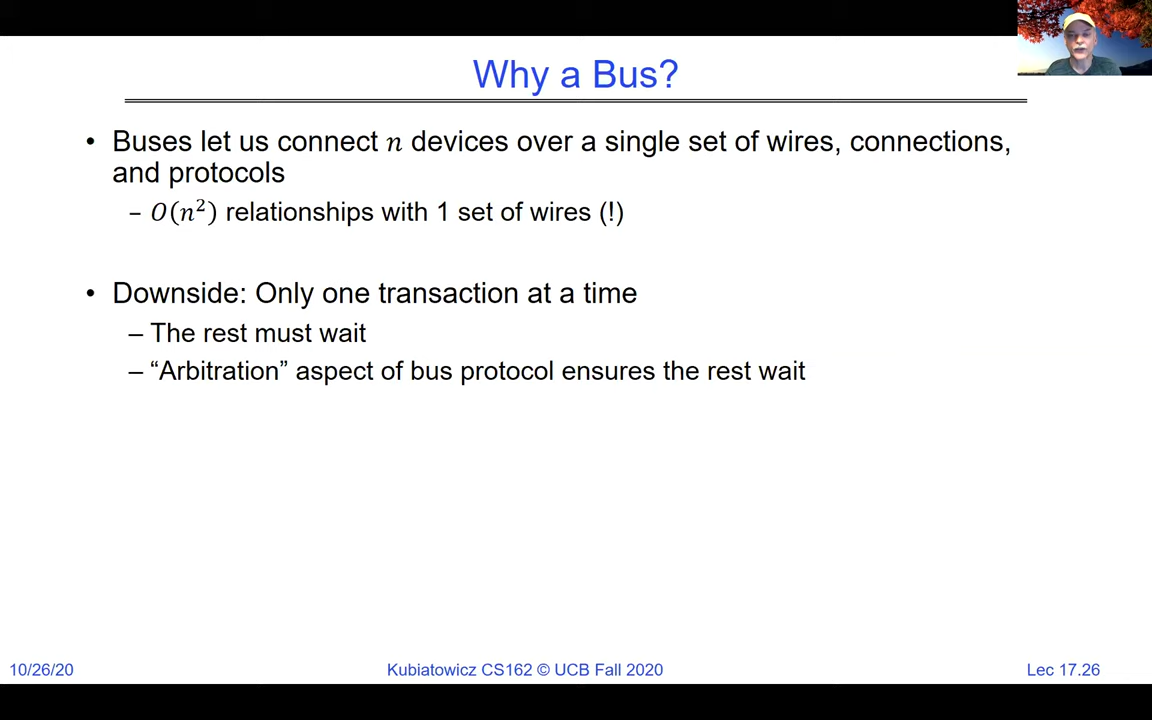 Why a Bus?
• Buses let us connect n devices over a single set of wires, connections,
and protocols
– O(n²) relationships with 1 set of wires (!)
• Downside: Only one transaction at a time
– The rest must wait
– “Arbitration” aspect of bus protocol ensures the rest wait
10/26/20
Kubiatowicz CS162 © UCB Fall 2020
Lec 17.26